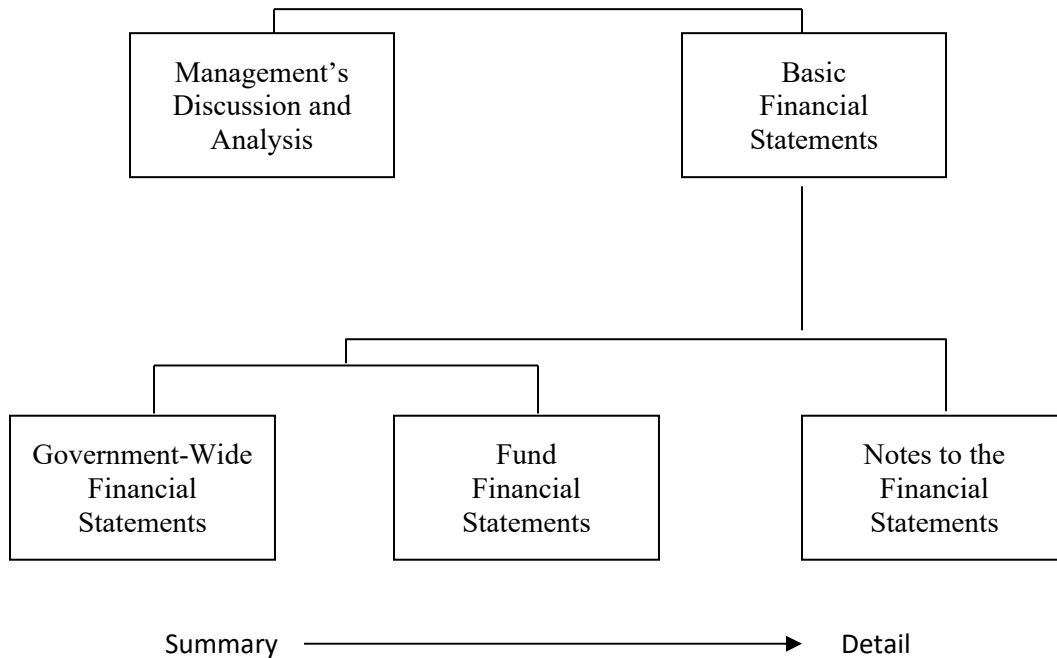 Management’s
Discussion and
Analysis
Basic
Financial
Statements
Government-Wide
Financial
Statements
Fund
Financial
Statements
Notes to the
Financial
Statements
Summary
Detail